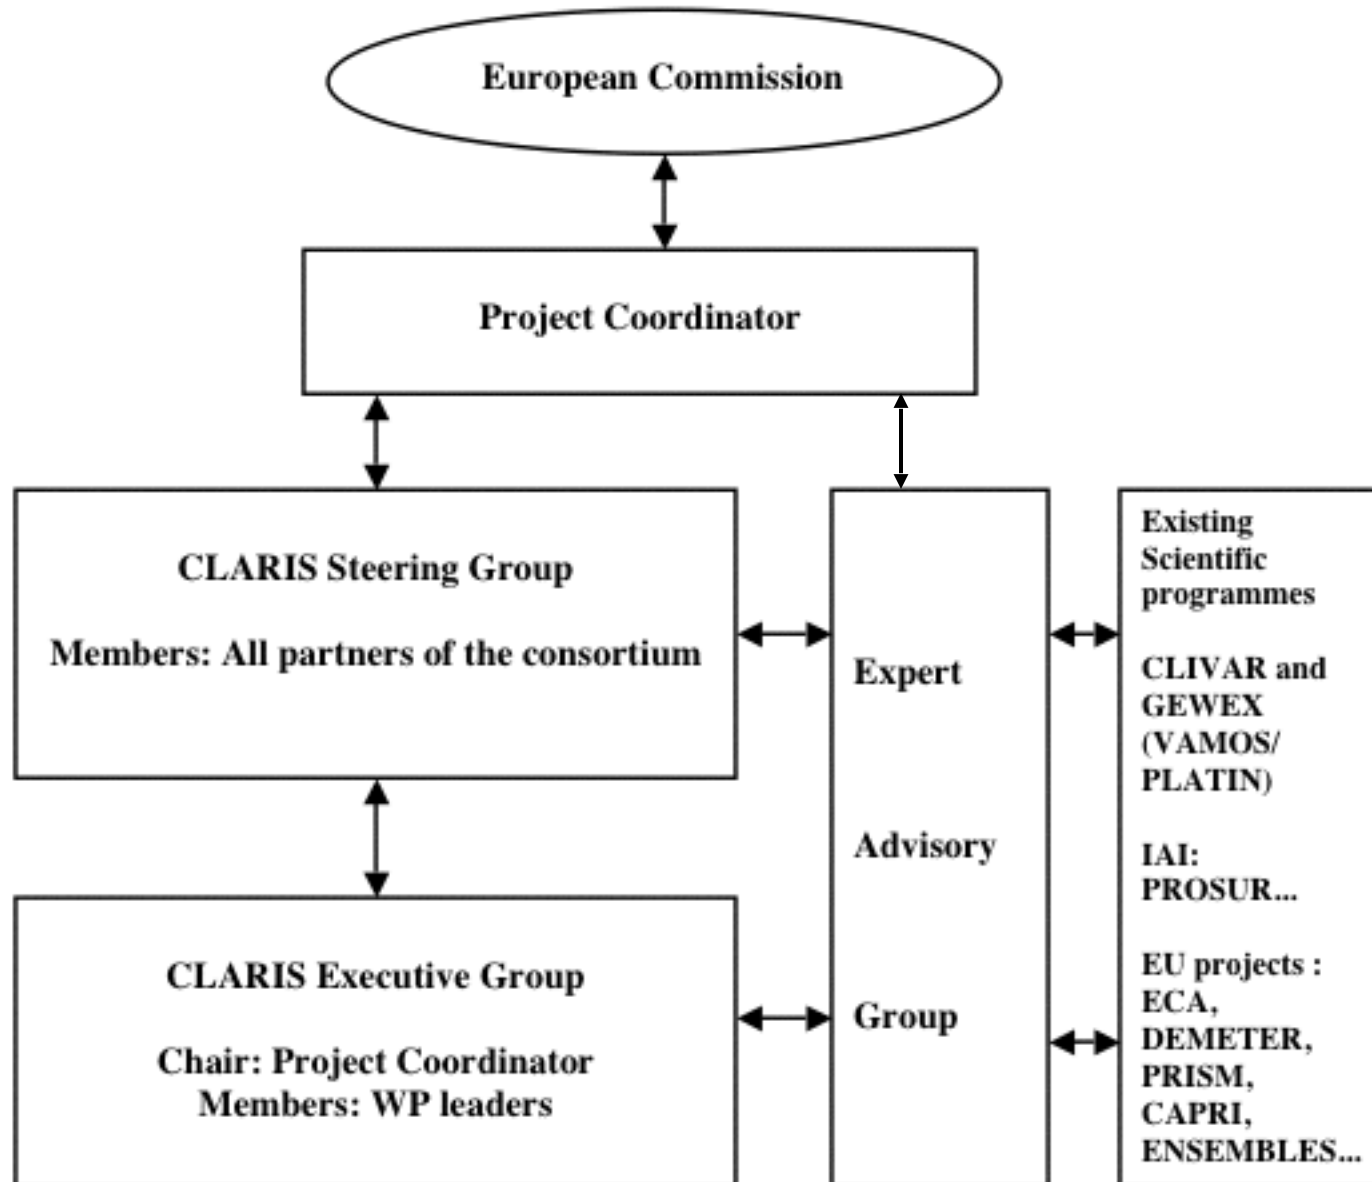 European Commission
Project Coordinator
CLARIS Steering Group
Members: All partners of the consortium
CLARIS Executive Group
Chair: Project Coordinator
Members: WP leaders
Expert
Advisory
Group
Existing
Scientific
programmes
CLIVAR and
GEWEX
(VAMOS/
PLATIN)
IAI:
PROSUR...
EU projects :
ECA,
DEMETER,
PRISM,
CAPRI,
ENSEMBLES...